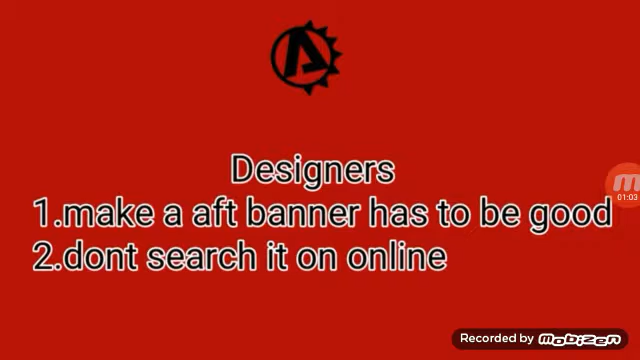 Designers
1.make a aft banner has to be good
01:03
2.dont search it on online
Recorded by Mobizen